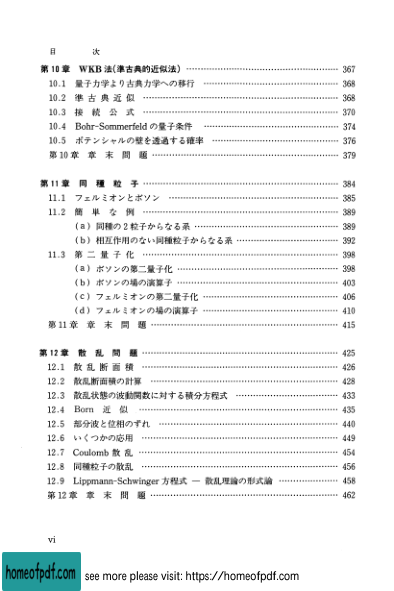 目　次
第10章　WKB法(準古典的近似法) …… 367
10.1　量子力学より古典力学への移行 …… 368
10.2　準古典近似 …… 368
10.3　接続公式 …… 370
10.4　Bohr-Sommerfeldの量子条件 …… 374
10.5　ポテンシャルの壁を透過する確率 …… 376
第10章　章末問題 …… 379
第11章　同種粒子 …… 384
11.1　フェルミオンとボソン …… 385
11.2　簡単な例 …… 389
(a) 同種の2粒子からなる系 …… 389
(b) 相互作用のない同種粒子からなる系 …… 392
11.3　第二量子化 …… 398
(a) ボソンの第二量子化 …… 398
(b) ボソンの場の演算子 …… 403
(c) フェルミオンの第二量子化 …… 406
(d) フェルミオンの場の演算子 …… 410
第11章　章末問題 …… 415
第12章　散乱問題 …… 425
12.1　散乱断面積 …… 426
12.2　散乱断面積の計算 …… 428
12.3　散乱状態の波動関数に対する積分方程式 …… 433
12.4　Born近似 …… 435
12.5　部分波と位相のずれ …… 440
12.6　いくつかの応用 …… 449
12.7　Coulomb散乱 …… 454
12.8　同種粒子の散乱 …… 456
12.9　Lippmann-Schwinger方程式 ― 散乱理論の形式論 …… 458
第12章　章末問題 …… 462
vi
homeofpdf.com see more please visit: https://homeofpdf.com